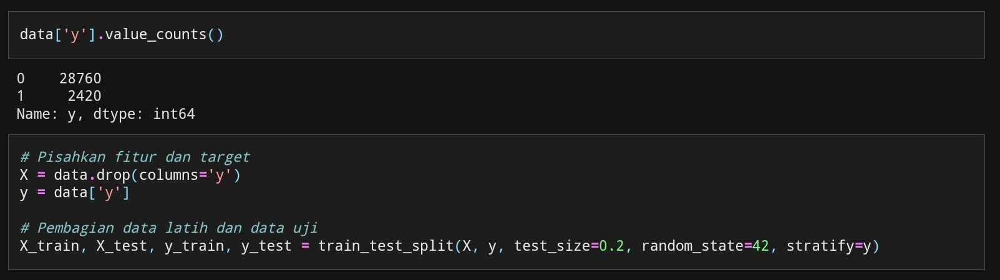 data['y'].value_counts()
0    28760
1     2420
Name: y, dtype: int64
# Pisahkan fitur dan target
X = data.drop(columns='y')
y = data['y']
# Pembagian data latih dan data uji
X_train, X_test, y_train, y_test = train_test_split(X, y, test_size=0.2, random_state=42, stratify=y)